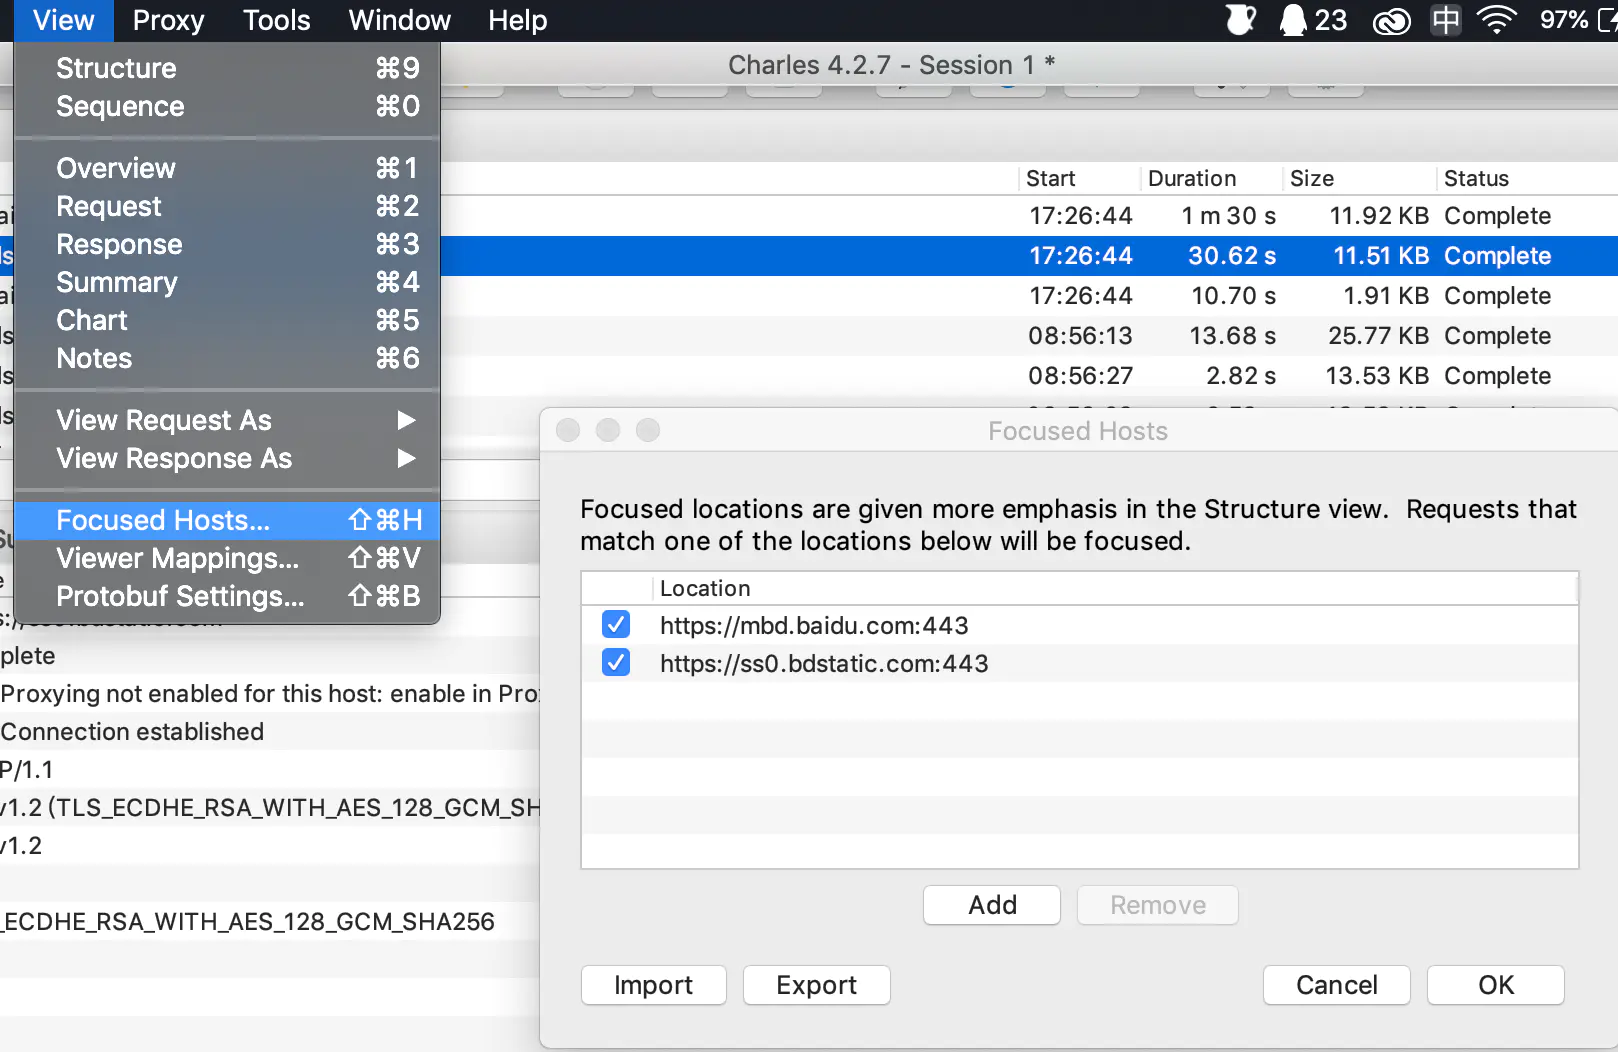 View Proxy Tools Window Help 23 中 97%
Charles 4.2.7 - Session 1 *
Structure ⌘9
Sequence ⌘0
Overview ⌘1
Request ⌘2
Response ⌘3
Summary ⌘4
Chart ⌘5
Notes ⌘6
View Request As ▶
View Response As ▶
Focused Hosts... ⇧⌘H
Viewer Mappings... ⇧⌘V
Protobuf Settings... ⇧⌘B
Start Duration Size Status
17:26:44 1 m 30 s 11.92 KB Complete
17:26:44 30.62 s 11.51 KB Complete
17:26:44 10.70 s 1.91 KB Complete
08:56:13 13.68 s 25.77 KB Complete
08:56:27 2.82 s 13.53 KB Complete
plete
Proxying not enabled for this host: enable in Pro
Connection established
P/1.1
v1.2 (TLS_ECDHE_RSA_WITH_AES_128_GCM_SH
v1.2
_ECDHE_RSA_WITH_AES_128_GCM_SHA256
Focused Hosts
Focused locations are given more emphasis in the Structure view. Requests that
match one of the locations below will be focused.
Location
https://mbd.baidu.com:443
https://ss0.bdstatic.com:443
Add Remove
Import Export Cancel OK